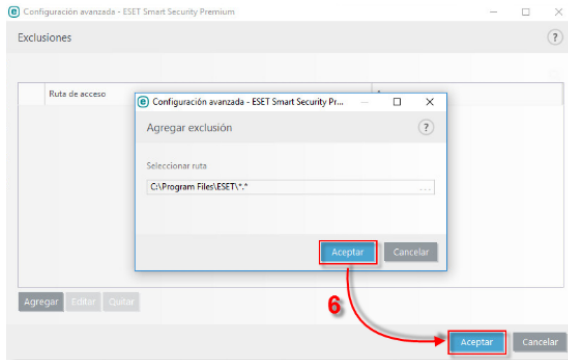 Configuración avanzada - ESET Smart Security Premium
Exclusiones
?
Ruta de acceso
Configuración avanzada - ESET Smart Security Pr...
Agregar exclusión
?
Seleccionar ruta
C:\Program Files\ESET\*.*
...
Aceptar
Cancelar
Agregar
Editar
Quitar
6
Aceptar
Cancelar